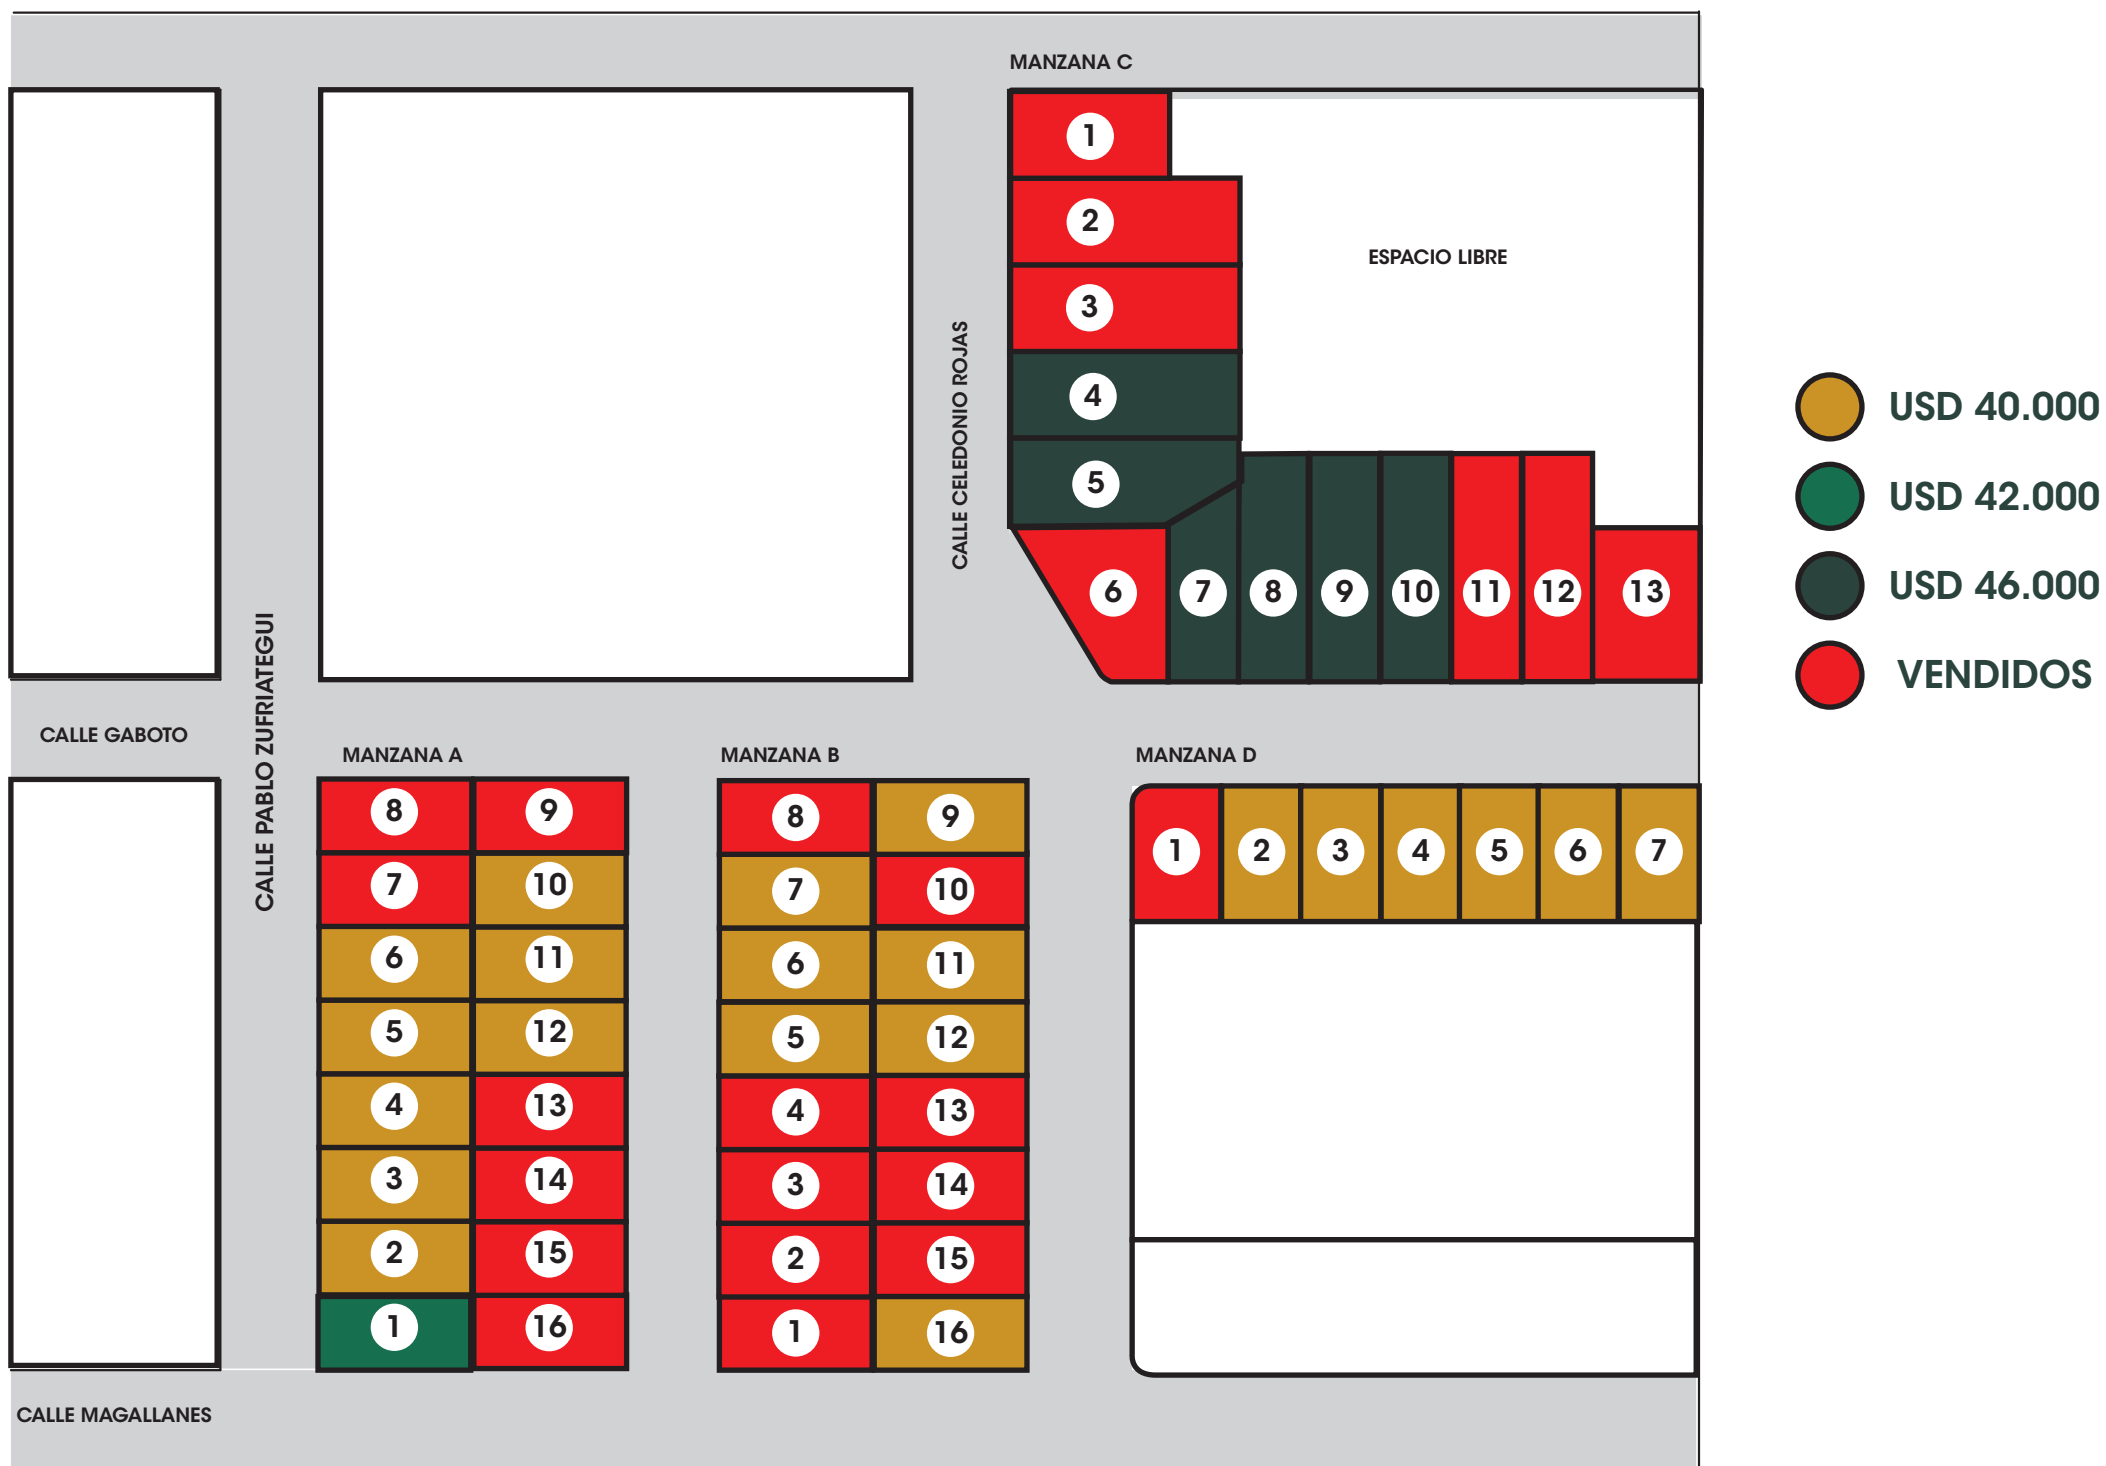 MANZANA C
1
2
3
4
5
6
7
8
9
10
11
12
13
ESPACIO LIBRE
CALLE CELEDONIO ROJAS
USD 40.000
USD 42.000
USD 46.000
VENDIDOS
CALLE GABOTO
CALLE PABLO ZUFRIATEGUI
MANZANA A
8 9
7 10
6 11
5 12
4 13
3 14
2 15
1 16
MANZANA B
8 9
7 10
6 11
5 12
4 13
3 14
2 15
1 16
MANZANA D
1 2 3 4 5 6 7
CALLE MAGALLANES